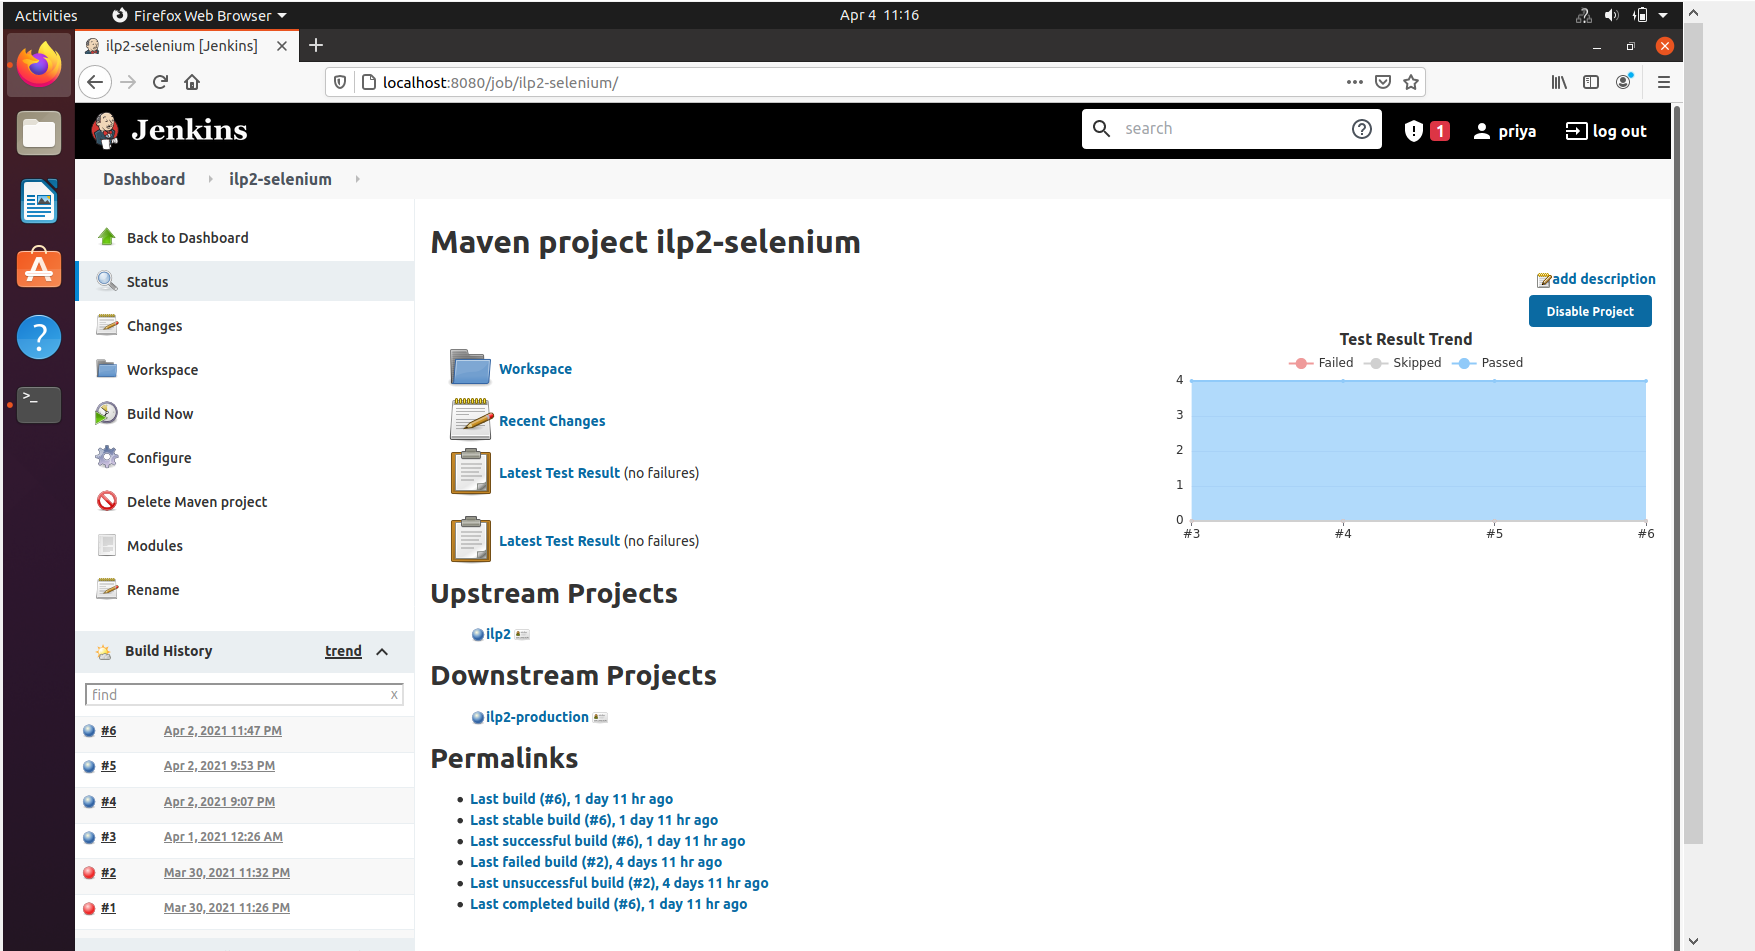 Activities Firefox Web Browser Apr 4 11:16
ilp2-selenium [Jenkins]
localhost:8080/job/ilp2-selenium/
Jenkins search 1 priya log out
Dashboard ilp2-selenium
Back to Dashboard
Status
Changes
Workspace
Build Now
Configure
Delete Maven project
Modules
Rename
Build History trend
find x
#6 Apr 2, 2021 11:47 PM
#5 Apr 2, 2021 9:53 PM
#4 Apr 2, 2021 9:07 PM
#3 Apr 1, 2021 12:26 AM
#2 Mar 30, 2021 11:32 PM
#1 Mar 30, 2021 11:26 PM
Maven project ilp2-selenium
add description
Disable Project
Workspace
Recent Changes
Latest Test Result (no failures)
Latest Test Result (no failures)
Test Result Trend
Failed Skipped Passed
4
3
2
1
0
#3 #4 #5 #6
Upstream Projects
ilp2
Downstream Projects
ilp2-production
Permalinks
Last build (#6), 1 day 11 hr ago
Last stable build (#6), 1 day 11 hr ago
Last successful build (#6), 1 day 11 hr ago
Last failed build (#2), 4 days 11 hr ago
Last unsuccessful build (#2), 4 days 11 hr ago
Last completed build (#6), 1 day 11 hr ago